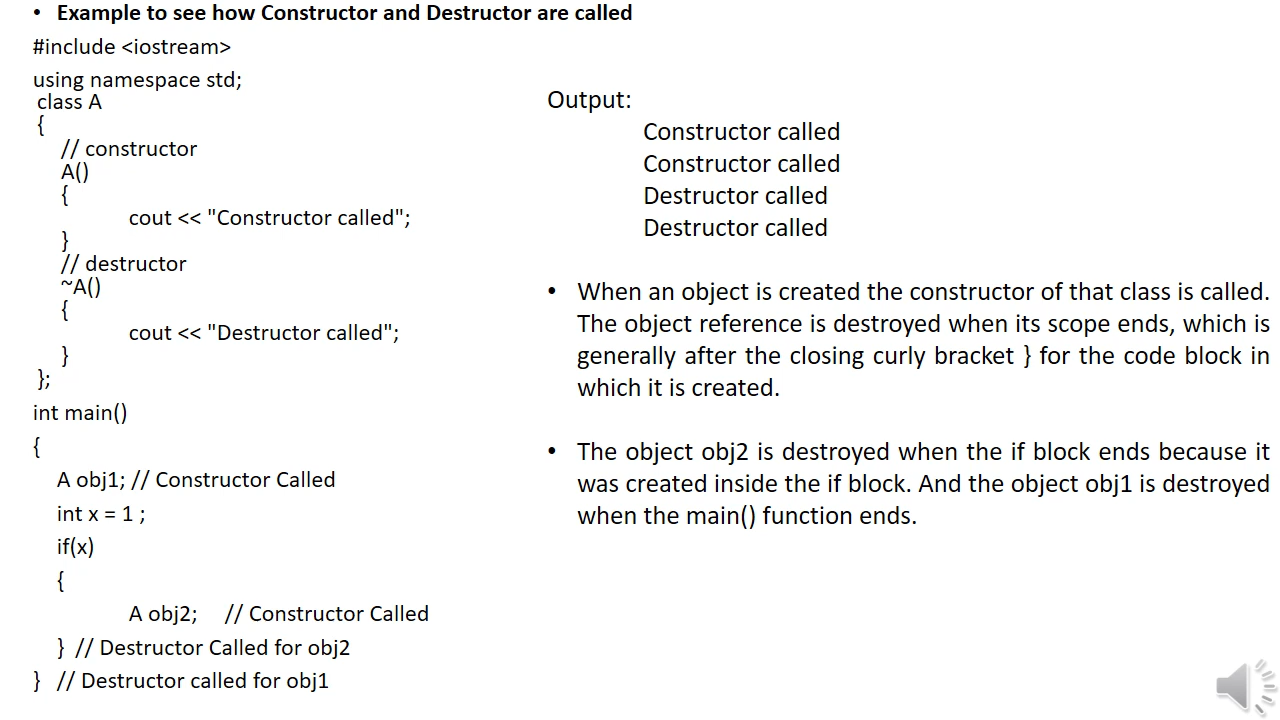 • Example to see how Constructor and Destructor are called
#include <iostream>
using namespace std;
class A
{
// constructor
A()
{
cout << "Constructor called";
}
// destructor
~A()
{
cout << "Destructor called";
}
};
int main()
{
A obj1; // Constructor Called
int x = 1 ;
if(x)
{
A obj2; // Constructor Called
} // Destructor Called for obj2
} // Destructor called for obj1
Output:
Constructor called
Constructor called
Destructor called
Destructor called
• When an object is created the constructor of that class is called.
The object reference is destroyed when its scope ends, which is
generally after the closing curly bracket } for the code block in
which it is created.
• The object obj2 is destroyed when the if block ends because it
was created inside the if block. And the object obj1 is destroyed
when the main() function ends.